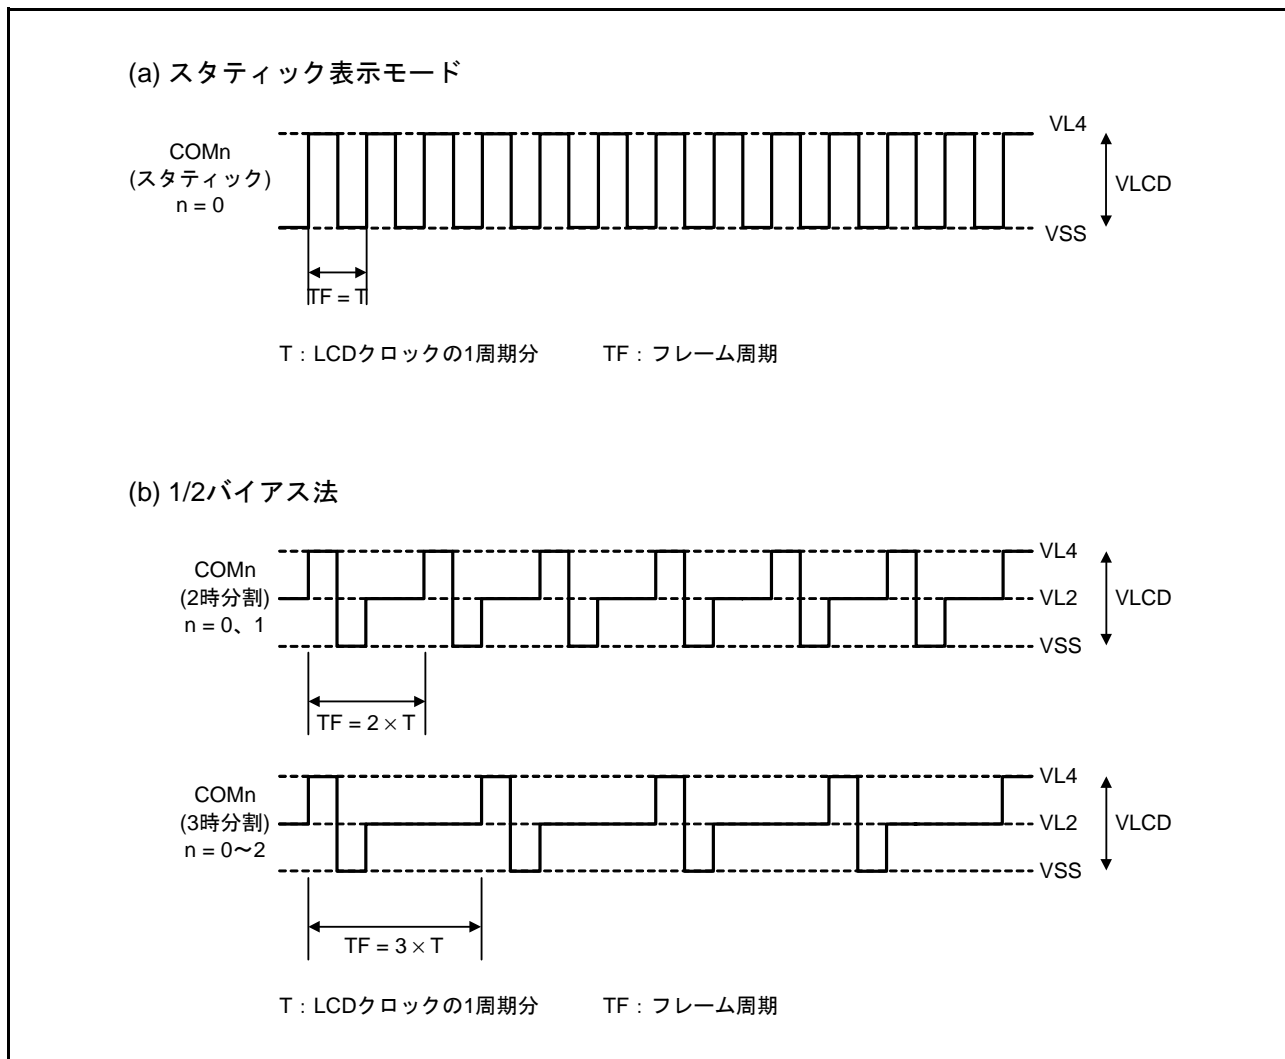 (a) スタティック表示モード
COMn
(スタティック)
n = 0
VL4
VLCD
VSS
TF = T
T：LCDクロックの1周期分 TF：フレーム周期
(b) 1/2バイアス法
COMn
(2時分割)
n = 0、1
VL4
VL2
VLCD
VSS
TF = 2 × T
COMn
(3時分割)
n = 0～2
VL4
VL2
VLCD
VSS
TF = 3 × T
T：LCDクロックの1周期分 TF：フレーム周期